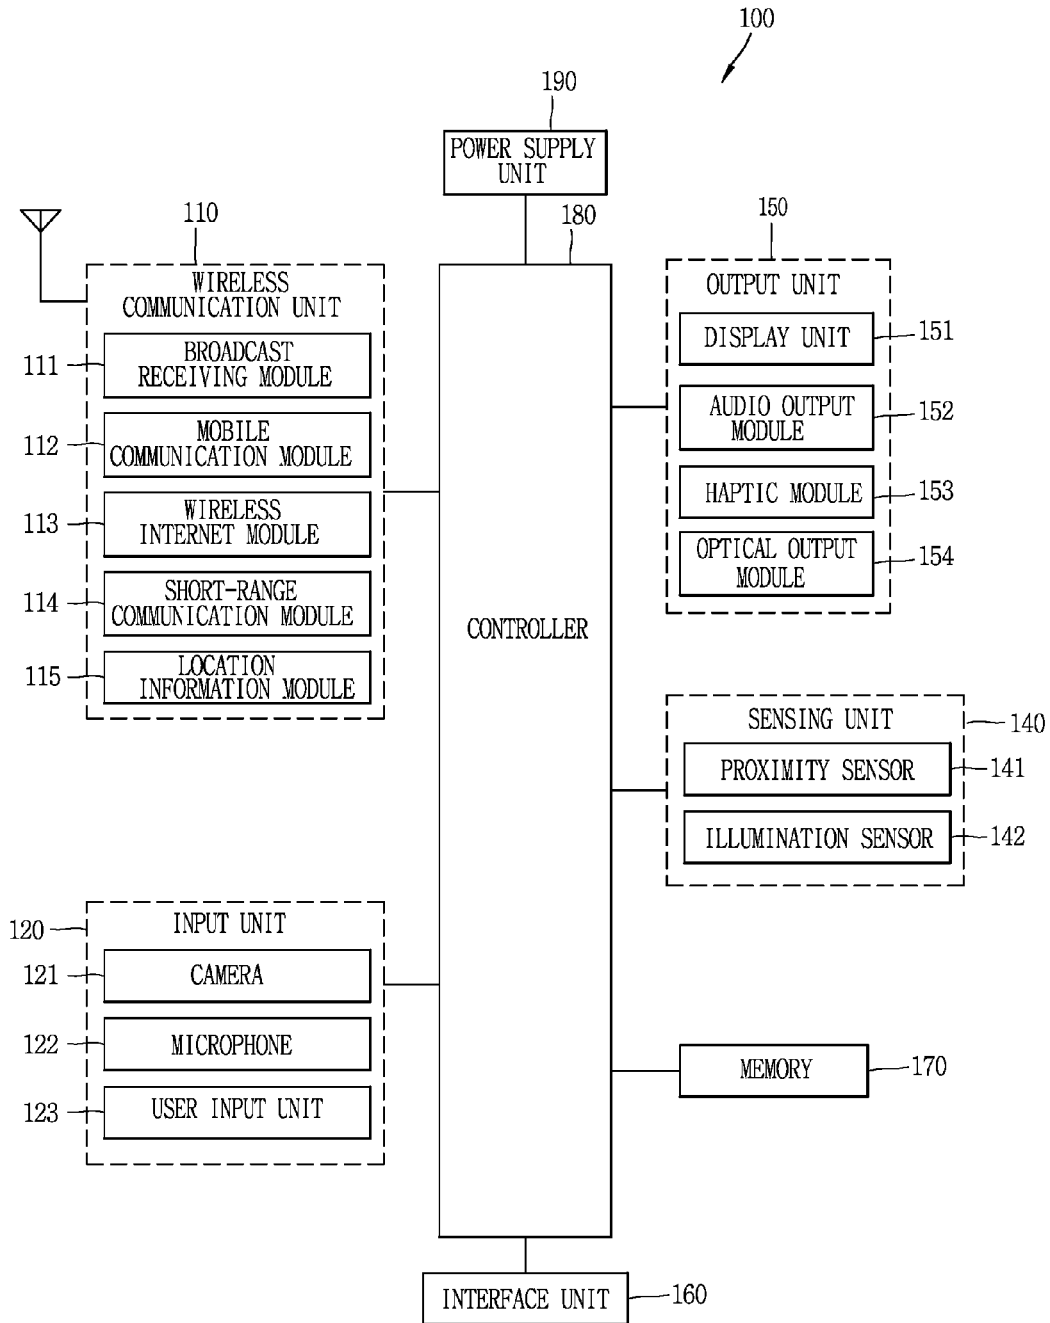 100
190
POWER SUPPLY
UNIT
110
180
150
WIRELESS
COMMUNICATION UNIT
111
BROADCAST
RECEIVING MODULE
112
MOBILE
COMMUNICATION MODULE
113
WIRELESS
INTERNET MODULE
114
SHORT-RANGE
COMMUNICATION MODULE
115
LOCATION
INFORMATION MODULE
120
INPUT UNIT
121
CAMERA
122
MICROPHONE
123
USER INPUT UNIT
CONTROLLER
OUTPUT UNIT
DISPLAY UNIT
151
AUDIO OUTPUT
MODULE
152
HAPTIC MODULE
153
OPTICAL OUTPUT
MODULE
154
SENSING UNIT
140
PROXIMITY SENSOR
141
ILLUMINATION SENSOR
142
MEMORY
170
INTERFACE UNIT
160